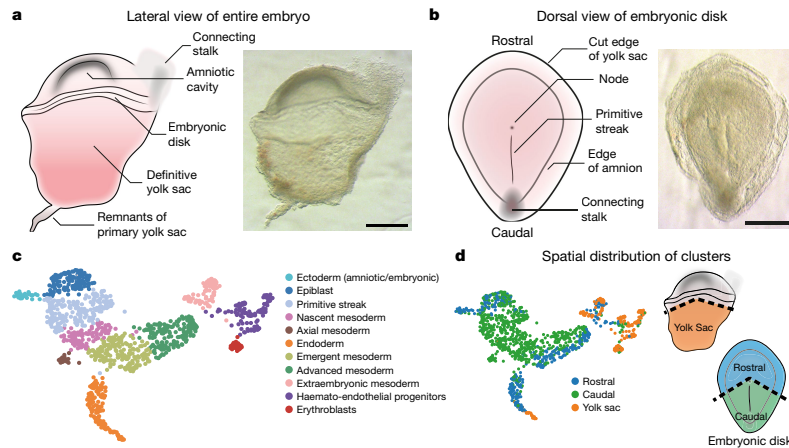 a
Lateral view of entire embryo
Connecting
stalk
Amniotic
cavity
Embryonic
disk
Definitive
yolk sac
Remnants of
primary yolk sac
b
Dorsal view of embryonic disk
Rostral
Cut edge
of yolk sac
Node
Primitive
streak
Edge
of amnion
Connecting
stalk
Caudal
c
Ectoderm (amniotic/embryonic)
Epiblast
Primitive streak
Nascent mesoderm
Axial mesoderm
Endoderm
Emergent mesoderm
Advanced mesoderm
Extraembryonic mesoderm
Haemato-endothelial progenitors
Erythroblasts
d
Spatial distribution of clusters
Rostral
Caudal
Yolk sac
Yolk Sac
Rostral
Caudal
Embryonic disk